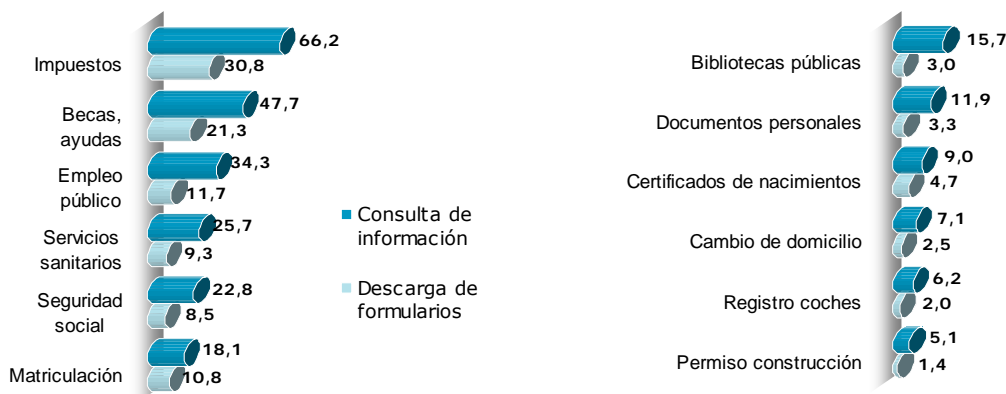 66,2
Impuestos
30,8
47,7
Becas,
ayudas
21,3
34,3
Empleo
público
11,7
25,7
Servicios
sanitarios
9,3
22,8
Seguridad
social
8,5
18,1
Matriculación
10,8
Consulta de
información
Descarga de
formularios
15,7
Bibliotecas públicas
3,0
11,9
Documentos personales
3,3
9,0
Certificados de nacimientos
4,7
7,1
Cambio de domicilio
2,5
6,2
Registro coches
2,0
5,1
Permiso construcción
1,4